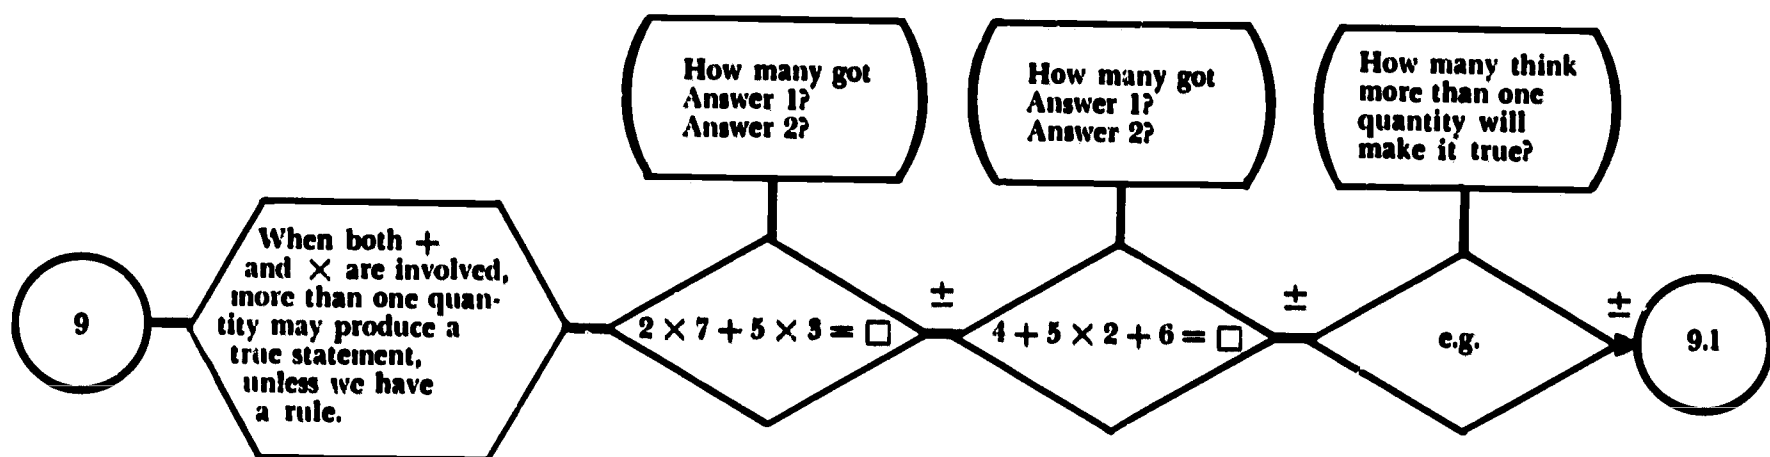 9
When both +
and × are involved,
more than one quan-
tity may produce a
true statement,
unless we have
a rule.
How many got
Answer 1?
Answer 2?
2 × 7 + 5 × 3 = □
±
How many got
Answer 1?
Answer 2?
4 + 5 × 2 + 6 = □
±
How many think
more than one
quantity will
make it true?
e.g.
±
9.1